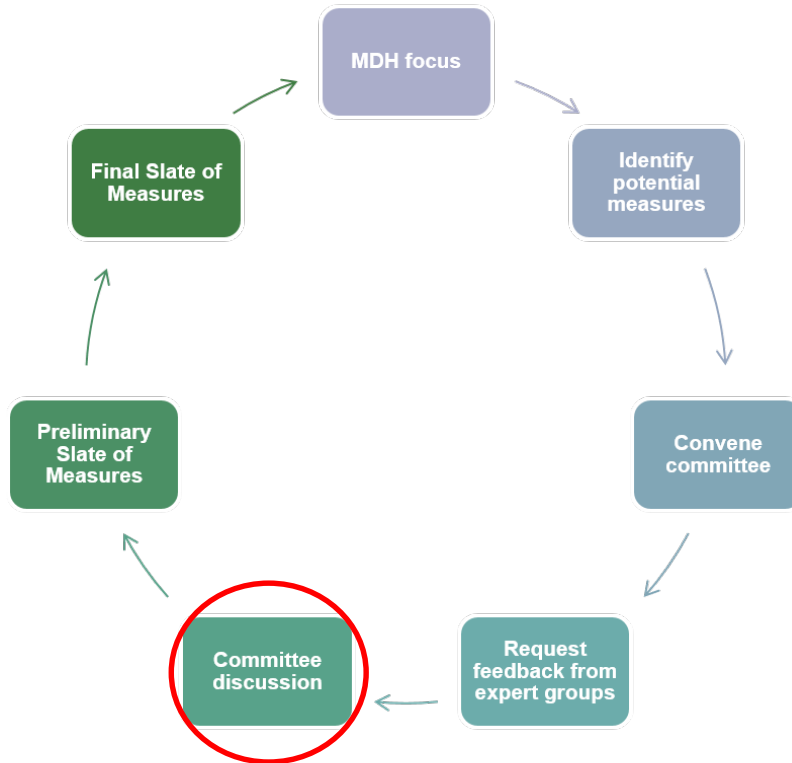 MDH focus
Identify
potential
measures
Convene
committee
Request
feedback from
expert groups
Committee
discussion
Preliminary
Slate of
Measures
Final Slate of
Measures